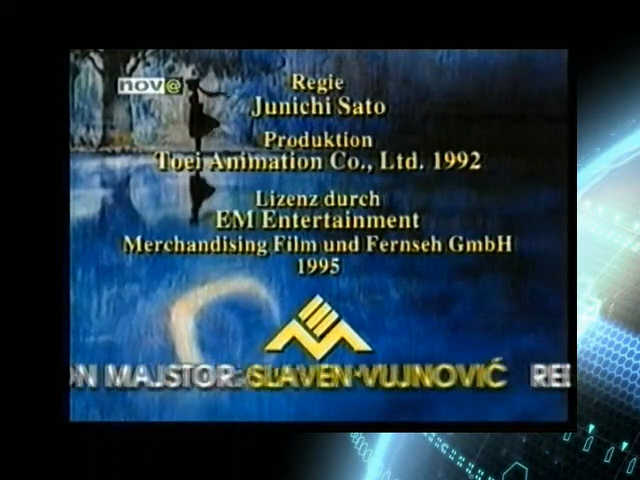 nov@
Regie
Junichi Sato
Produktion
Toei Animation Co., Ltd. 1992
Lizenz durch
EM Entertainment
Merchandising Film und Fernseh GmbH
1995
ON MAJSTOR: SLAVEN VUJNOVIĆ